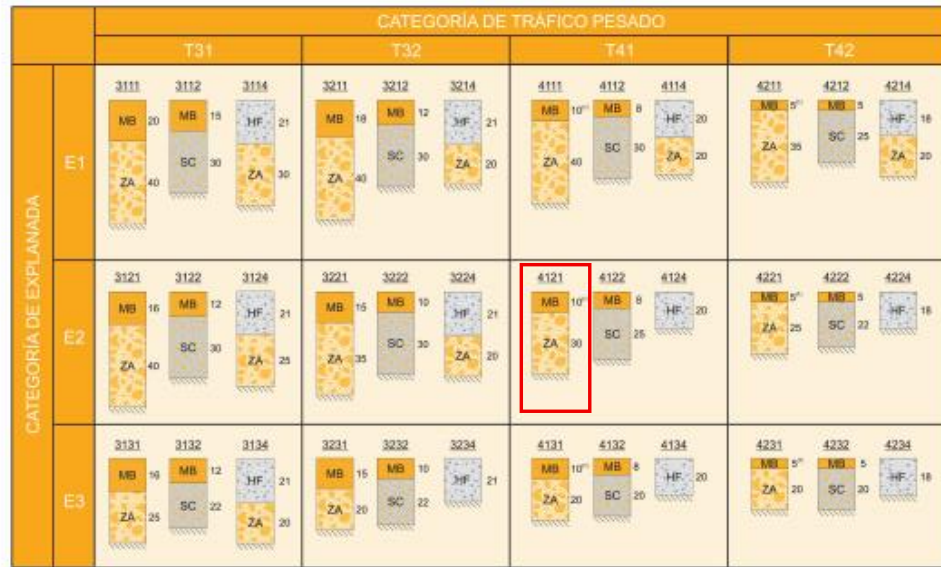 CATEGORÍA DE TRÁFICO PESADO
T31 T32 T41 T42
CATEGORÍA DE EXPLANADA
E1
3111 3112 3114 3211 3212 3214 4111 4112 4114 4211 4212 4214
MB 20 MB 15 HF 21 MB 18 MB 12 HF 21 MB 10 MB 8 HF 20 MB 5 MB 5 HF 18
ZA 40 SC 30 ZA 30 ZA 40 SC 30 ZA 20 ZA 40 SC 30 ZA 20 ZA 35 SC 25 ZA 20
E2
3121 3122 3124 3221 3222 3224 4121 4122 4124 4221 4222 4224
MB 16 MB 12 HF 21 MB 15 MB 10 HF 21 MB 10 MB 8 HF 20 MB 5 MB 5 HF 18
ZA 40 SC 30 ZA 25 ZA 35 SC 30 ZA 20 ZA 30 SC 25 ZA 25 SC 22
E3
3131 3132 3134 3231 3232 3234 4131 4132 4134 4231 4232 4234
MB 16 MB 12 HF 21 MB 15 MB 10 HF 21 MB 10 MB 8 HF 20 MB 5 MB 5 HF 18
ZA 25 SC 22 ZA 20 ZA 20 SC 22 ZA 20 SC 20 ZA 20 SC 20